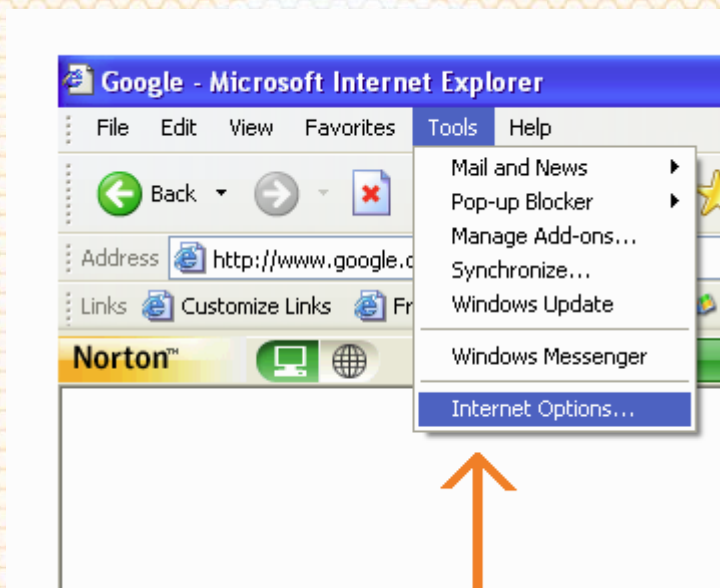 Google - Microsoft Internet Explorer
File Edit View Favorites Tools Help
Mail and News
Back
Pop-up Blocker
Manage Add-ons...
Address http://www.google.c
Synchronize...
Links Customize Links Fr
Windows Update
Norton™
Windows Messenger
Internet Options...